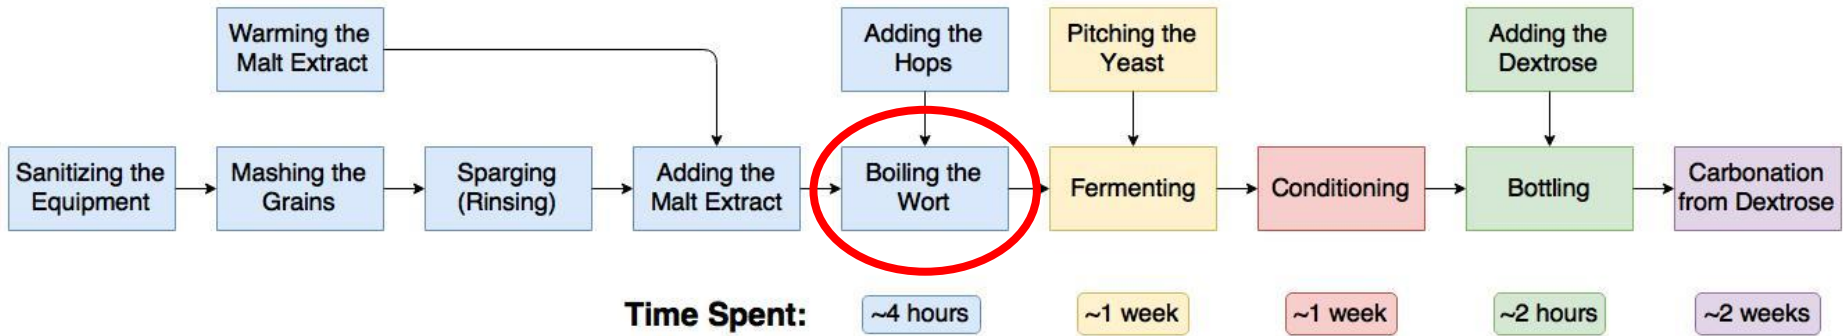 Warming the
Malt Extract
Adding the
Hops
Pitching the
Yeast
Adding the
Dextrose
Sanitizing the
Equipment
Mashing the
Grains
Sparging
(Rinsing)
Adding the
Malt Extract
Boiling the
Wort
Fermenting
Conditioning
Bottling
Carbonation
from Dextrose
Time Spent:
~4 hours
~1 week
~1 week
~2 hours
~2 weeks